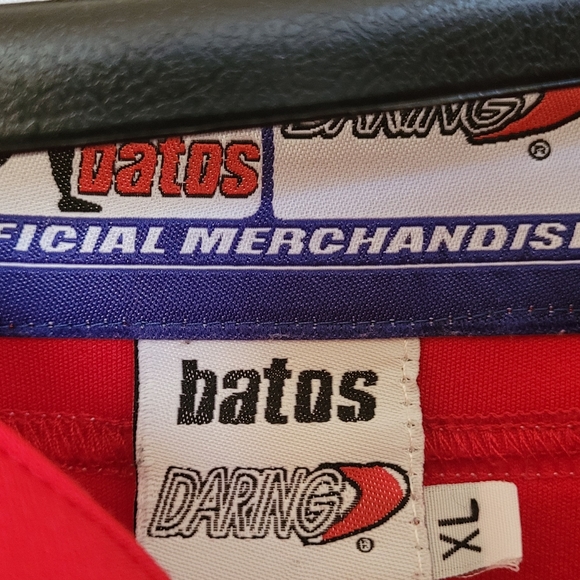 batos DARING ®
FICIAL MERCHANDISE
batos
DARING ®
XL